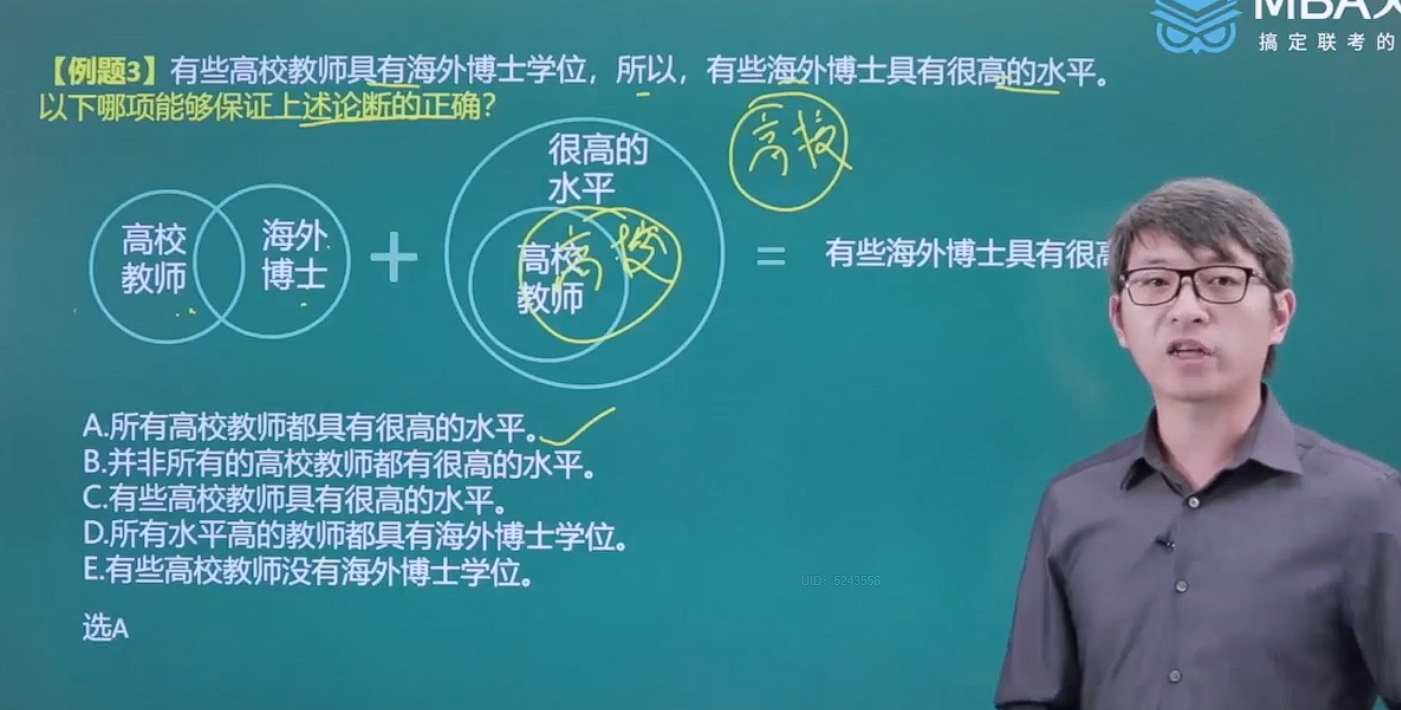 MBA
搞定联考的
【例题3】有些高校教师具有海外博士学位，所以，有些海外博士具有很高的水平。
以下哪项能够保证上述论断的正确？
高校
很高的
水平
高校
教师
海外
博士
+
高校
教师
高校
=
有些海外博士具有很高
A.所有高校教师都具有很高的水平。
B.并非所有的高校教师都有很高的水平。
C.有些高校教师具有很高的水平。
D.所有水平高的教师都具有海外博士学位。
E.有些高校教师没有海外博士学位。
UID：5243556
选A